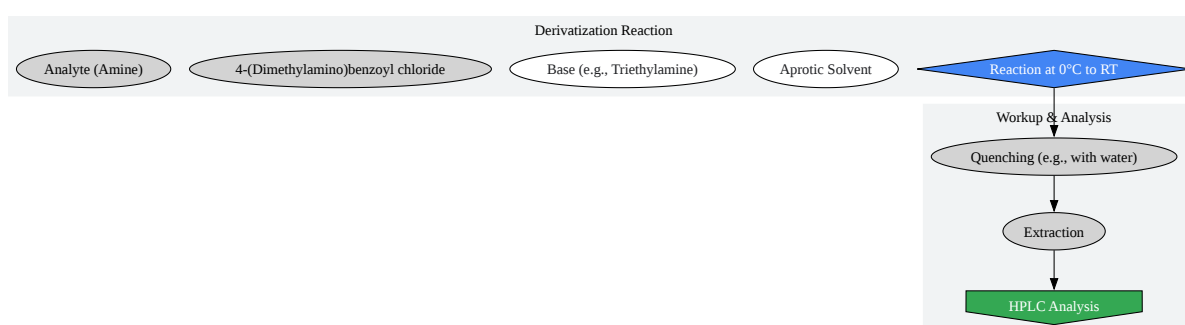 Derivatization Reaction
Analyte (Amine)
4-(Dimethylamino)benzoyl chloride
Base (e.g., Triethylamine)
Aprotic Solvent
Reaction at 0°C to RT
Workup & Analysis
Quenching (e.g., with water)
Extraction
HPLC Analysis